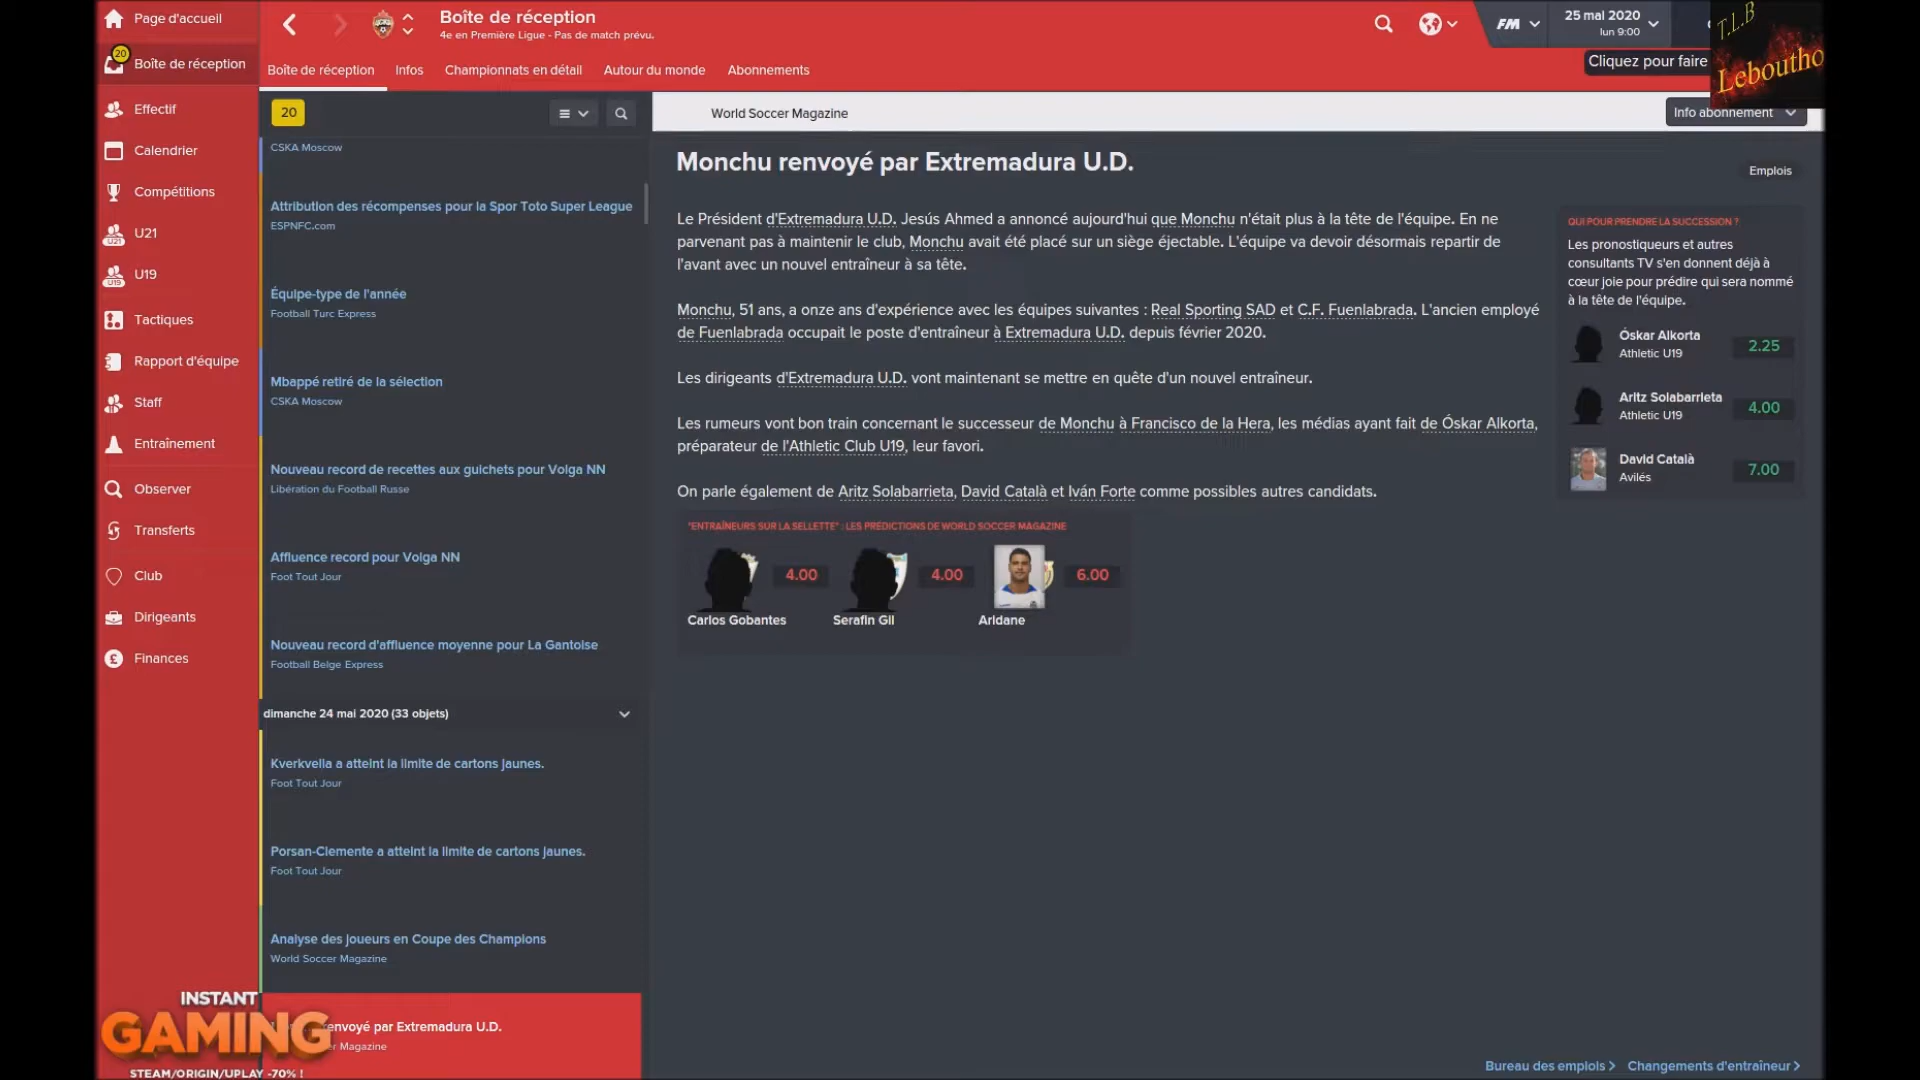 Page d'accueil
20
Boîte de réception
Effectif
Calendrier
Compétitions
U21
U21
U19
U19
Tactiques
Rapport d'équipe
Staff
Entraînement
Observer
Transferts
Club
Dirigeants
Finances
Boîte de réception
4e en Première Ligue - Pas de match prévu.
FM
25 mai 2020
lun 9:00
Cliquez pour faire
T.L.B
Leboutho
Boîte de réception
Infos
Championnats en détail
Autour du monde
Abonnements
20
CSKA Moscow
Attribution des récompenses pour la Spor Toto Super League
ESPNFC.com
Équipe-type de l'année
Football Turc Express
Mbappé retiré de la sélection
CSKA Moscow
Nouveau record de recettes aux guichets pour Volga NN
Libération du Football Russe
Affluence record pour Volga NN
Foot Tout Jour
Nouveau record d'affluence moyenne pour La Gantoise
Football Belge Express
dimanche 24 mai 2020 (33 objets)
Kverkvelia a atteint la limite de cartons jaunes.
Foot Tout Jour
Porsan-Clemente a atteint la limite de cartons jaunes.
Foot Tout Jour
Analyse des joueurs en Coupe des Champions
World Soccer Magazine
envoyé par Extremadura U.D.
Magazine
World Soccer Magazine
Info abonnement
Monchu renvoyé par Extremadura U.D.
Emplois
Le Président d'Extremadura U.D. Jesús Ahmed a annoncé aujourd'hui que Monchu n'était plus à la tête de l'équipe. En ne
parvenant pas à maintenir le club, Monchu avait été placé sur un siège éjectable. L'équipe va devoir désormais repartir de
l'avant avec un nouvel entraîneur à sa tête.
Monchu, 51 ans, a onze ans d'expérience avec les équipes suivantes : Real Sporting SAD et C.F. Fuenlabrada. L'ancien employé
de Fuenlabrada occupait le poste d'entraîneur à Extremadura U.D. depuis février 2020.
Les dirigeants d'Extremadura U.D. vont maintenant se mettre en quête d'un nouvel entraîneur.
Les rumeurs vont bon train concernant le successeur de Monchu à Francisco de la Hera, les médias ayant fait de Óskar Alkorta,
préparateur de l'Athletic Club U19, leur favori.
On parle également de Aritz Solabarrieta, David Català et Iván Forte comme possibles autres candidats.
"ENTRAÎNEURS SUR LA SELLETTE" : LES PRÉDICTIONS DE WORLD SOCCER MAGAZINE
4.00
4.00
6.00
Carlos Gobantes
Serafín Gil
Aridane
QUI POUR PRENDRE LA SUCCESSION ?
Les pronostiqueurs et autres
consultants TV s'en donnent déjà à
cœur joie pour prédire qui sera nommé
à la tête de l'équipe.
Óskar Alkorta
Athletic U19
2.25
Aritz Solabarrieta
Athletic U19
4.00
David Català
Avilés
7.00
Bureau des emplois
Changements d'entraîneur
INSTANT
GAMING
STEAM/ORIGIN/UPLAY -70% !